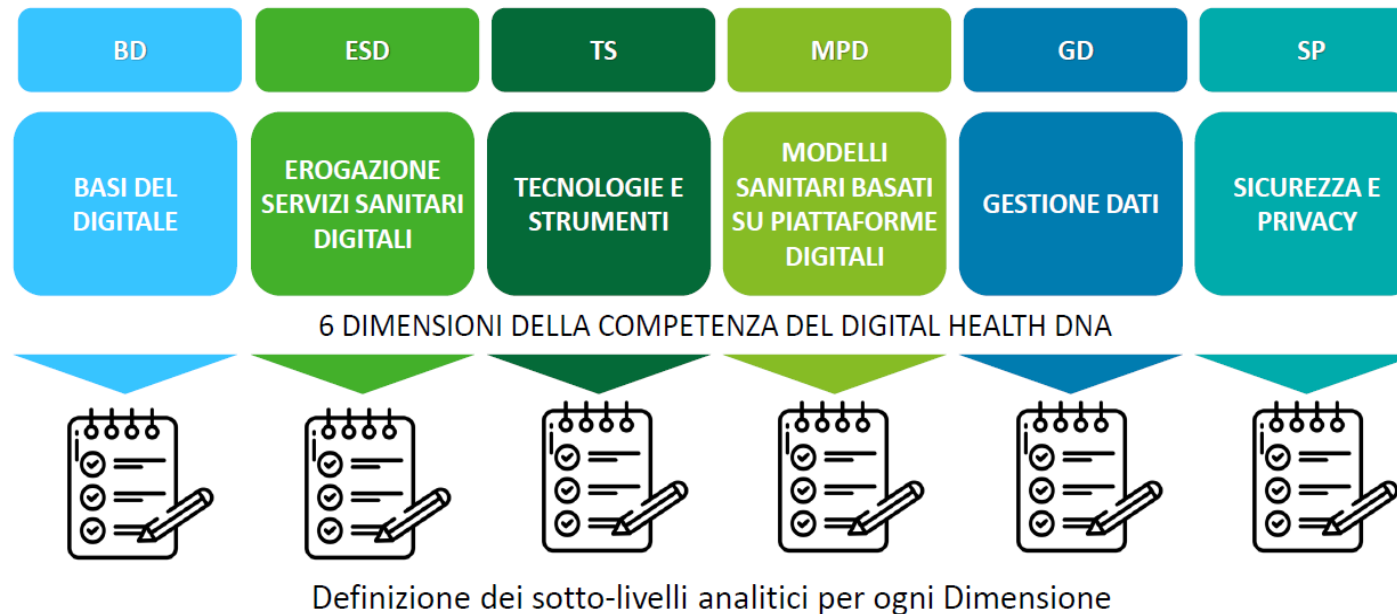 BD
ESD
TS
MPD
GD
SP
BASI DEL
DIGITALE
EROGAZIONE
SERVIZI SANITARI
DIGITALI
TECNOLOGIE E
STRUMENTI
MODELLI
SANITARI BASATI
SU PIATTAFORME
DIGITALI
GESTIONE DATI
SICUREZZA E
PRIVACY
6 DIMENSIONI DELLA COMPETENZA DEL DIGITAL HEALTH DNA
Definizione dei sotto-livelli analitici per ogni Dimensione